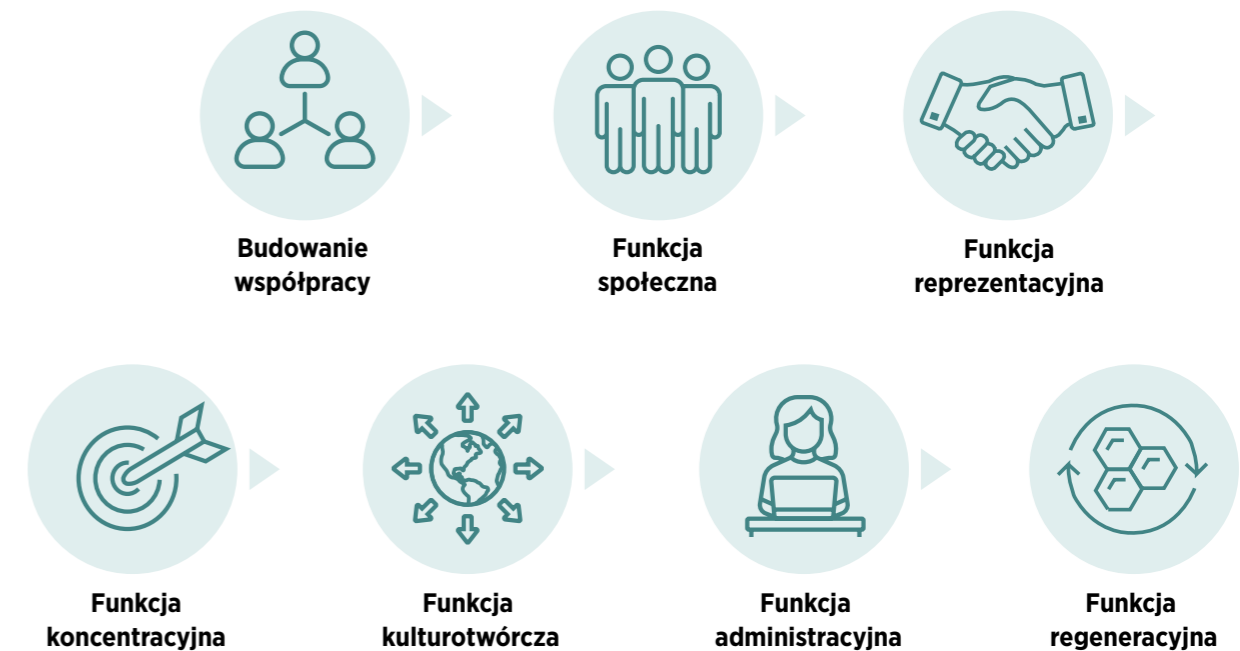 Budowanie
współpracy
Funkcja
społeczna
Funkcja
reprezentacyjna
Funkcja
koncentracyjna
Funkcja
kulturotwórcza
Funkcja
administracyjna
Funkcja
regeneracyjna